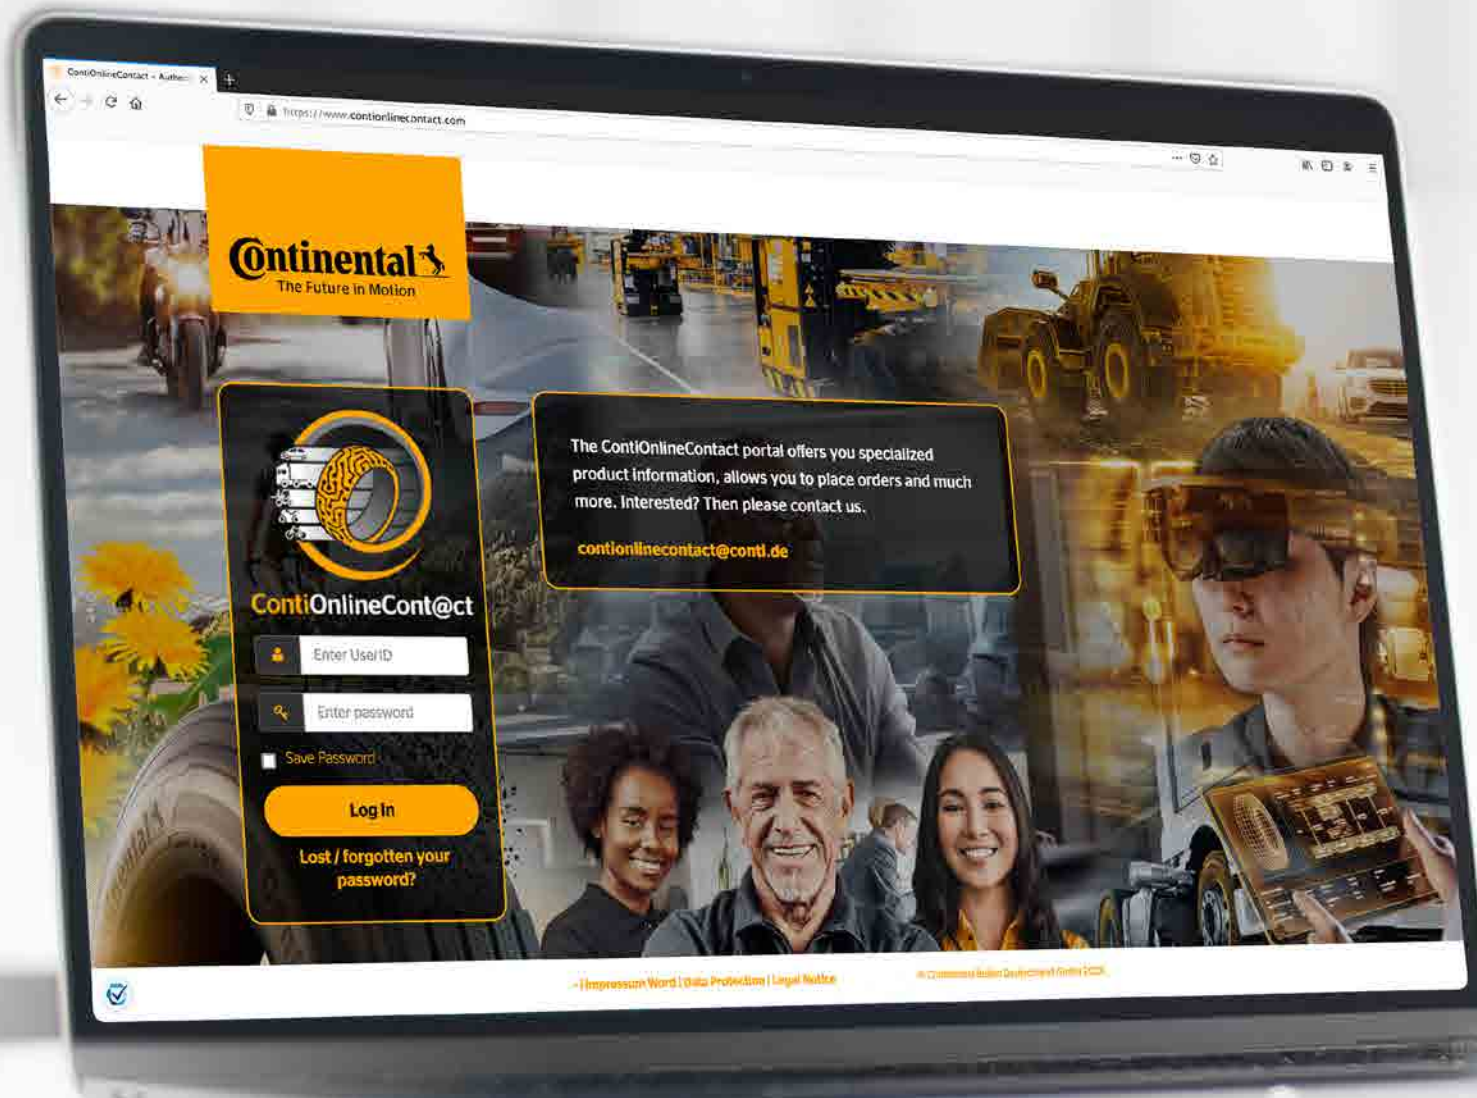 ContiOnlineContact – Authen
https://www.contionlinecontact.com
Continental
The Future in Motion
ContiOnlineCont@ct
Enter UserID
Enter password
Save Password
Log In
Lost / forgotten your
password?
The ContiOnlineContact portal offers you specialized
product information, allows you to place orders and much
more. Interested? Then please contact us.
contionlinecontact@conti.de
- | Impressum Word | Data Protection | Legal Notice